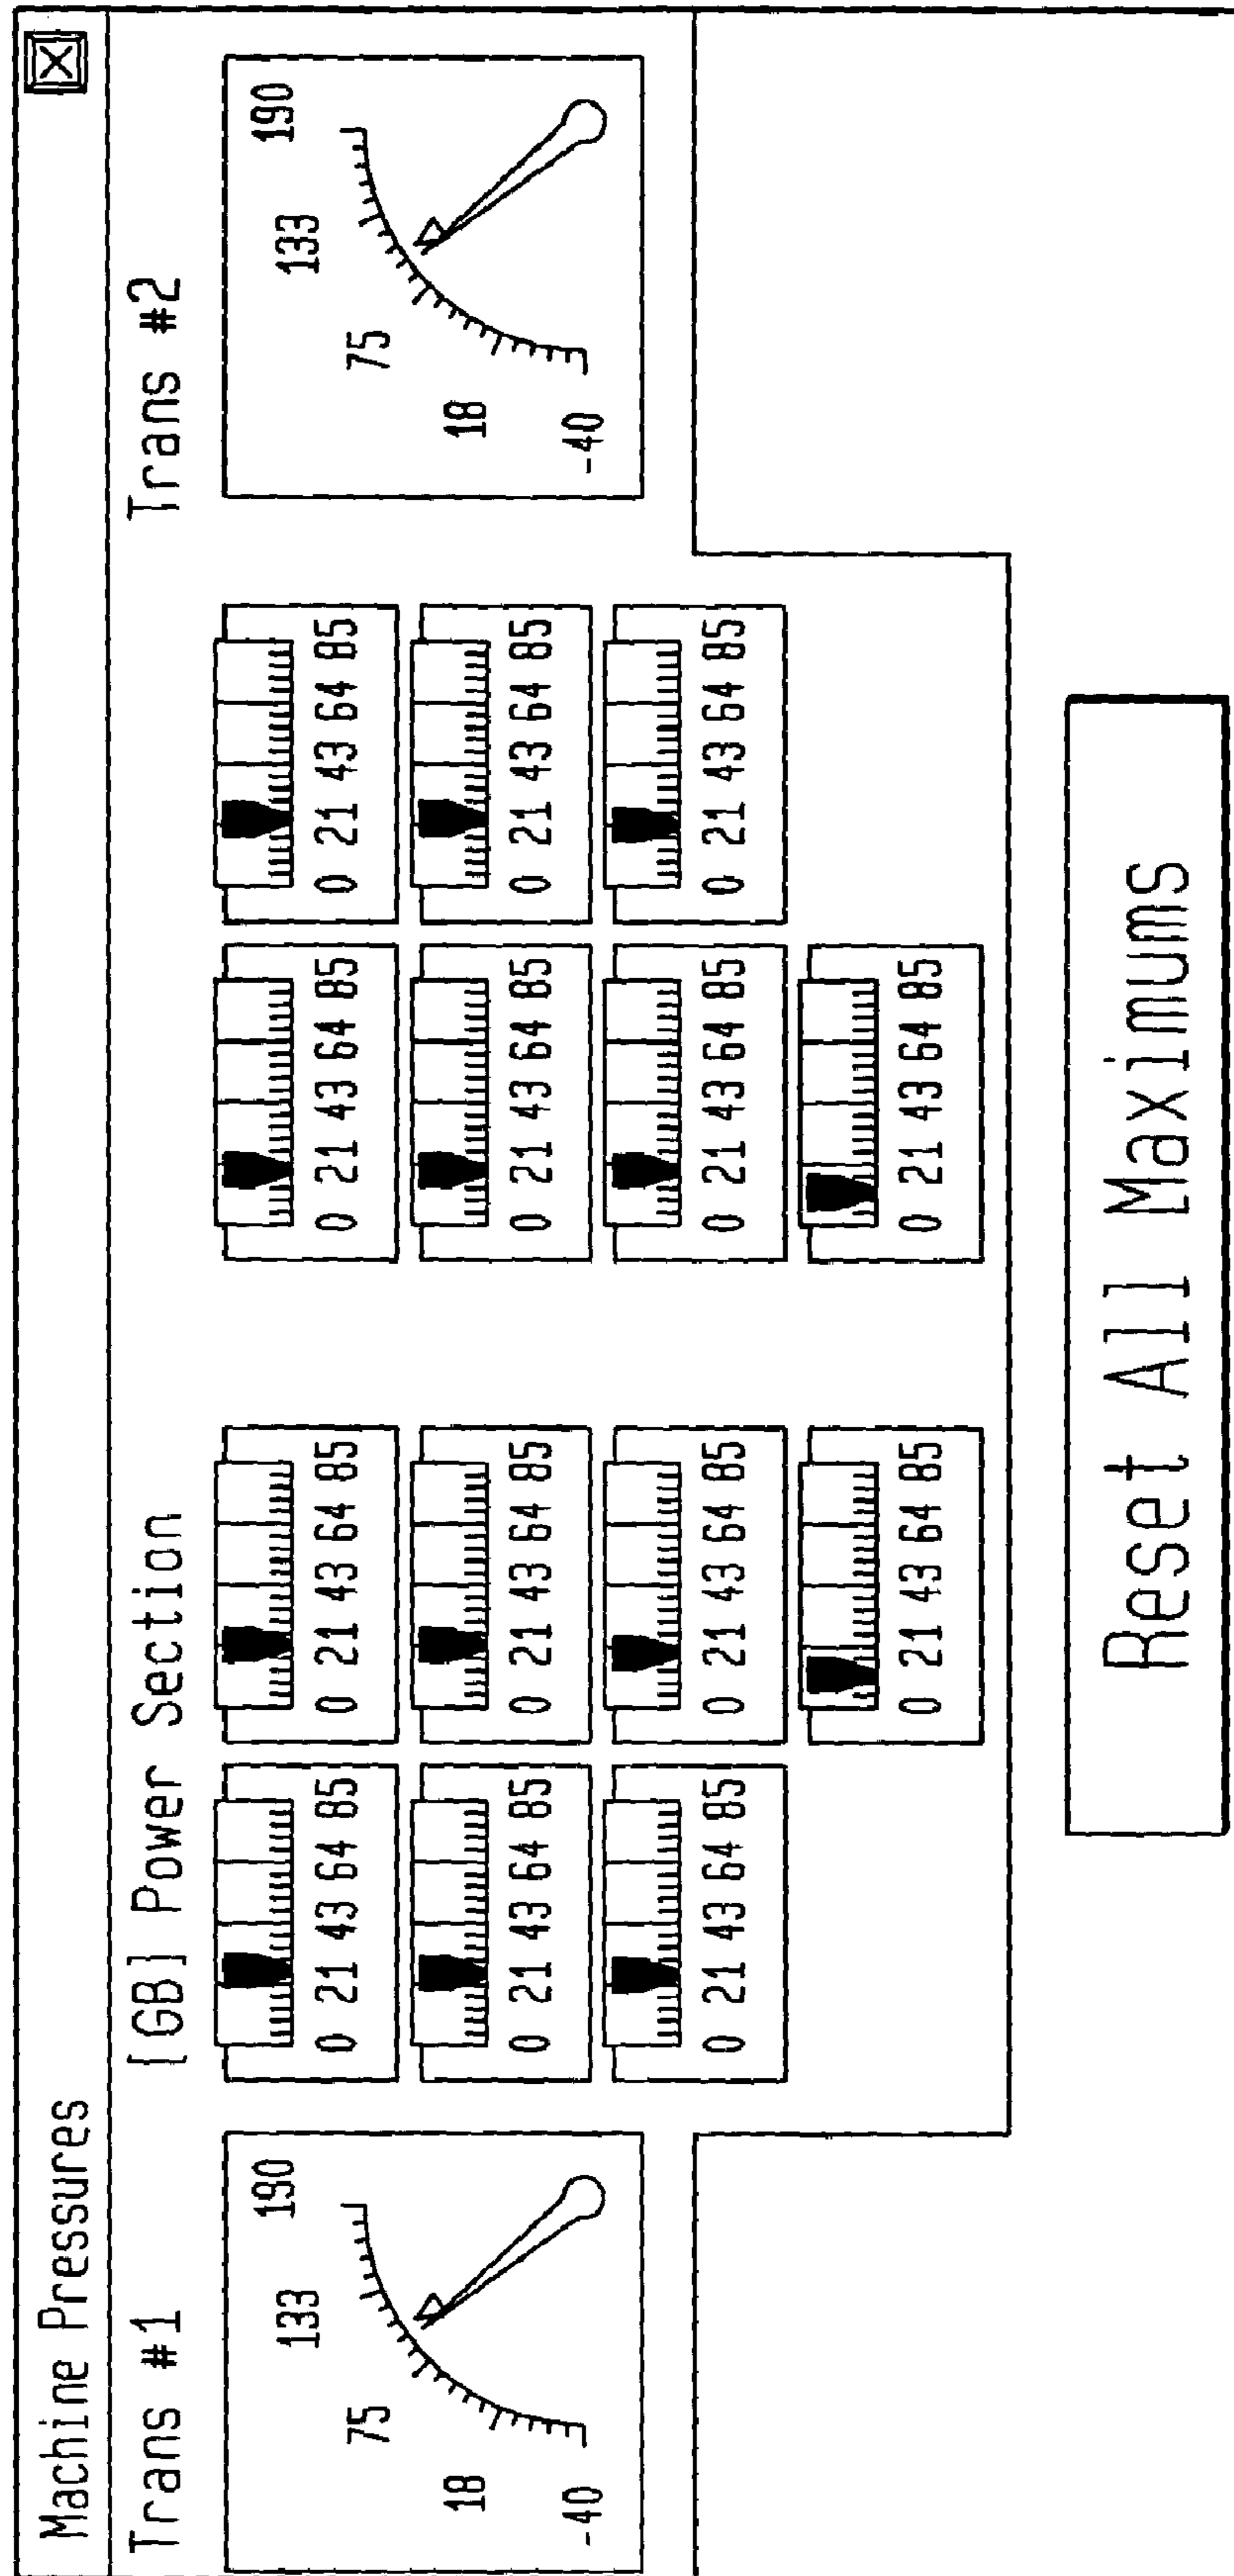 Machine Pressures
Trans #1
[GB] Power Section
Trans #2
190
133
75
18
-40
0 21 43 64 85
0 21 43 64 85
0 21 43 64 85
0 21 43 64 85
190
133
75
18
-40
0 21 43 64 85
0 21 43 64 85
0 21 43 64 85
0 21 43 64 85
0 21 43 64 85
0 21 43 64 85
0 21 43 64 85
0 21 43 64 85
0 21 43 64 85
0 21 43 64 85
Reset All Maximums